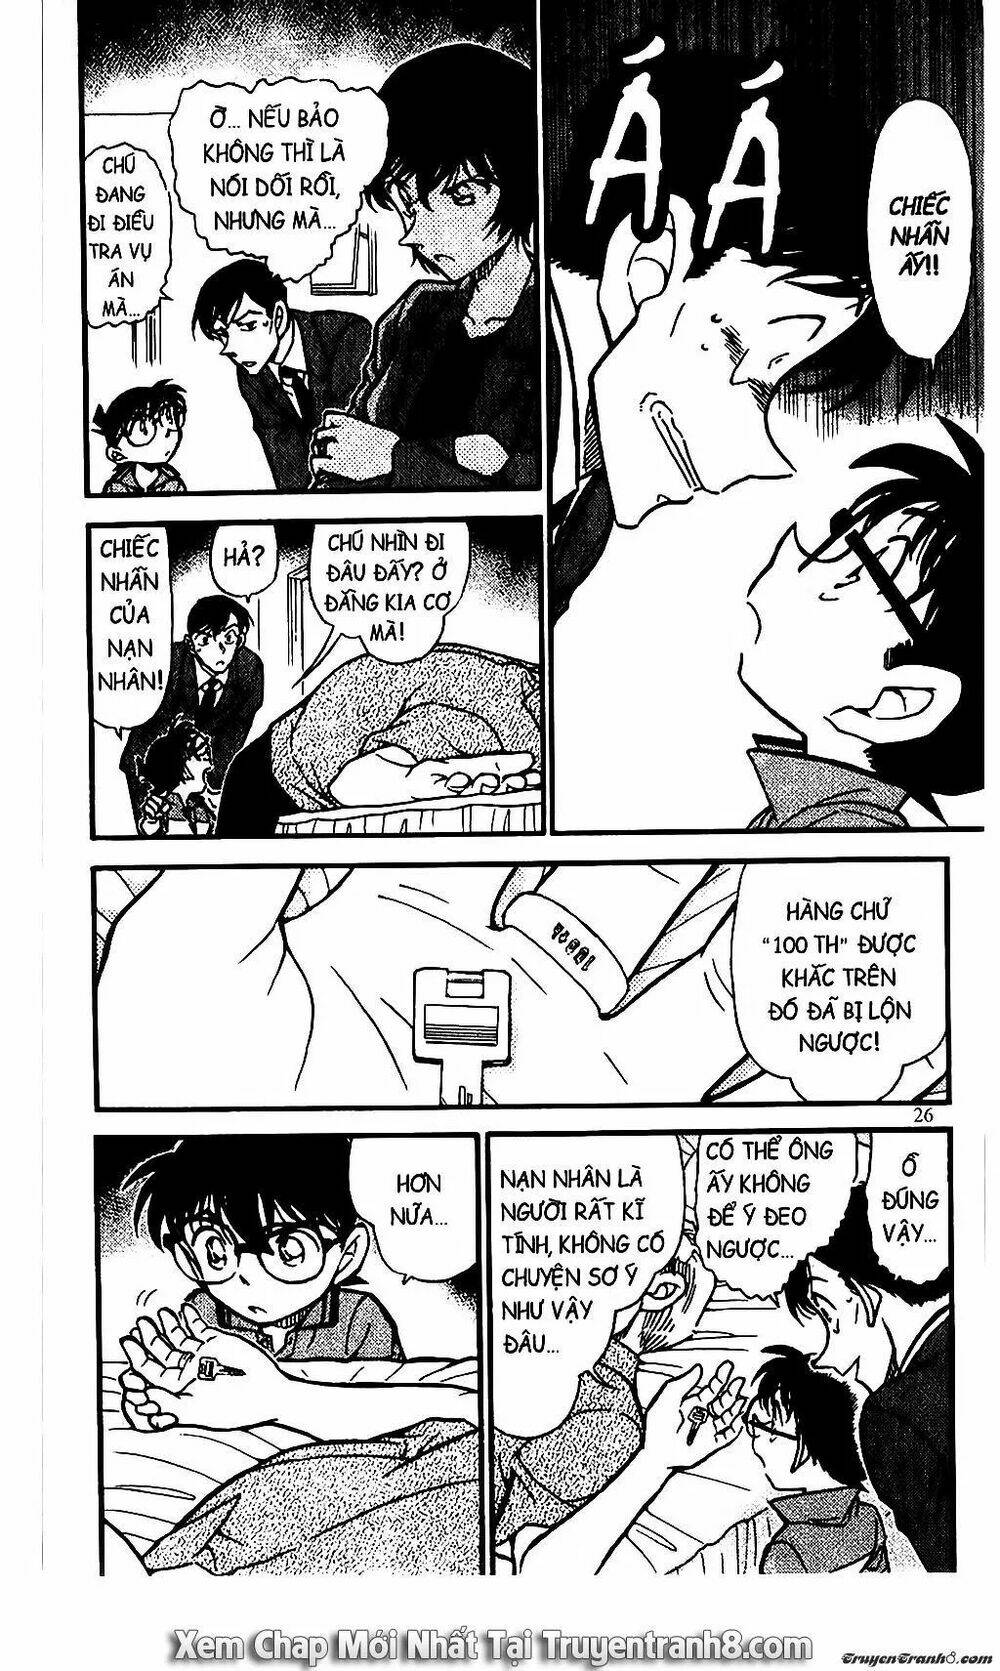 Á Á
CHIẾC
NHẪN
ẤY!!
Ờ... NẾU BẢO
KHÔNG THÌ LÀ
NÓI DỐI RỒI,
NHƯNG MÀ...
CHÚ
ĐANG
ĐI ĐIỀU
TRA VỤ
ÁN
MÀ...
CHÚ NHÌN ĐI
ĐÂU ĐẤY? Ở
ĐẰNG KIA CƠ
MÀ!
HẢ?
CHIẾC
NHẪN
CỦA
NẠN
NHÂN!
HÀNG CHỮ
"100 TH" ĐƯỢC
KHẮC TRÊN
ĐÓ ĐÃ BỊ LỘN
NGƯỢC!
26
Ồ
ĐÚNG
VẬY...
CÓ THỂ ÔNG
ẤY KHÔNG
ĐỂ Ý ĐEO
NGƯỢC...
NẠN NHÂN LÀ
NGƯỜI RẤT KĨ
TÍNH, KHÔNG CÓ
CHUYỆN SƠ Ý
NHƯ VẬY
ĐÂU...
HƠN
NỮA...
Xem Chap Mới Nhất Tại Truyentranh8.com
TruyenTranh8.com